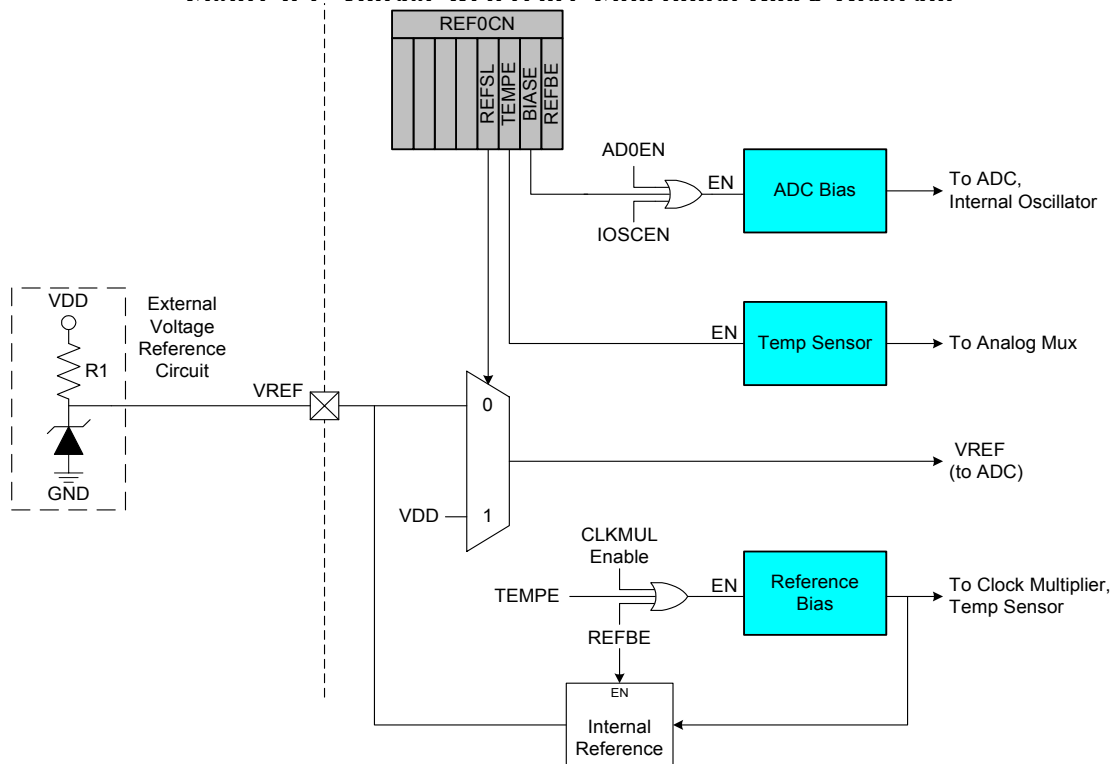 REF0CN
REFSL
TEMPE
BIASE
REFBE
AD0EN
EN
ADC Bias
To ADC,
Internal Oscillator
IOSCEN
VDD
External
Voltage
Reference
Circuit
R1
GND
VREF
EN
Temp Sensor
To Analog Mux
0
VREF
(to ADC)
VDD
1
CLKMUL
Enable
TEMPE
EN
Reference
Bias
To Clock Multiplier,
Temp Sensor
REFBE
EN
Internal
Reference